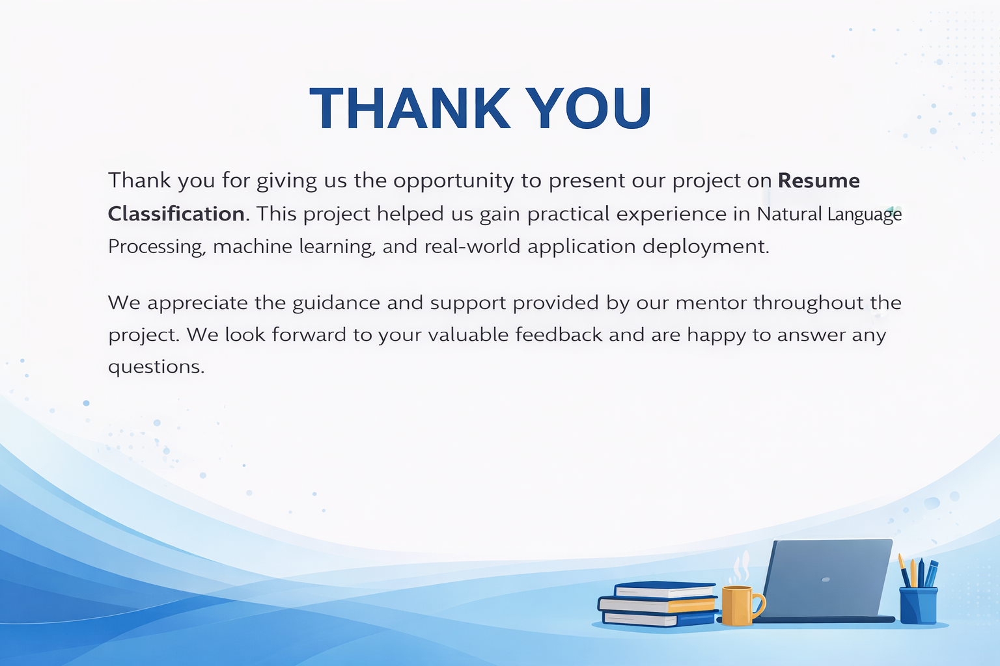 THANK YOU
Thank you for giving us the opportunity to present our project on Resume
Classification. This project helped us gain practical experience in Natural Language
Processing, machine learning, and real-world application deployment.
We appreciate the guidance and support provided by our mentor throughout the
project. We look forward to your valuable feedback and are happy to answer any
questions.